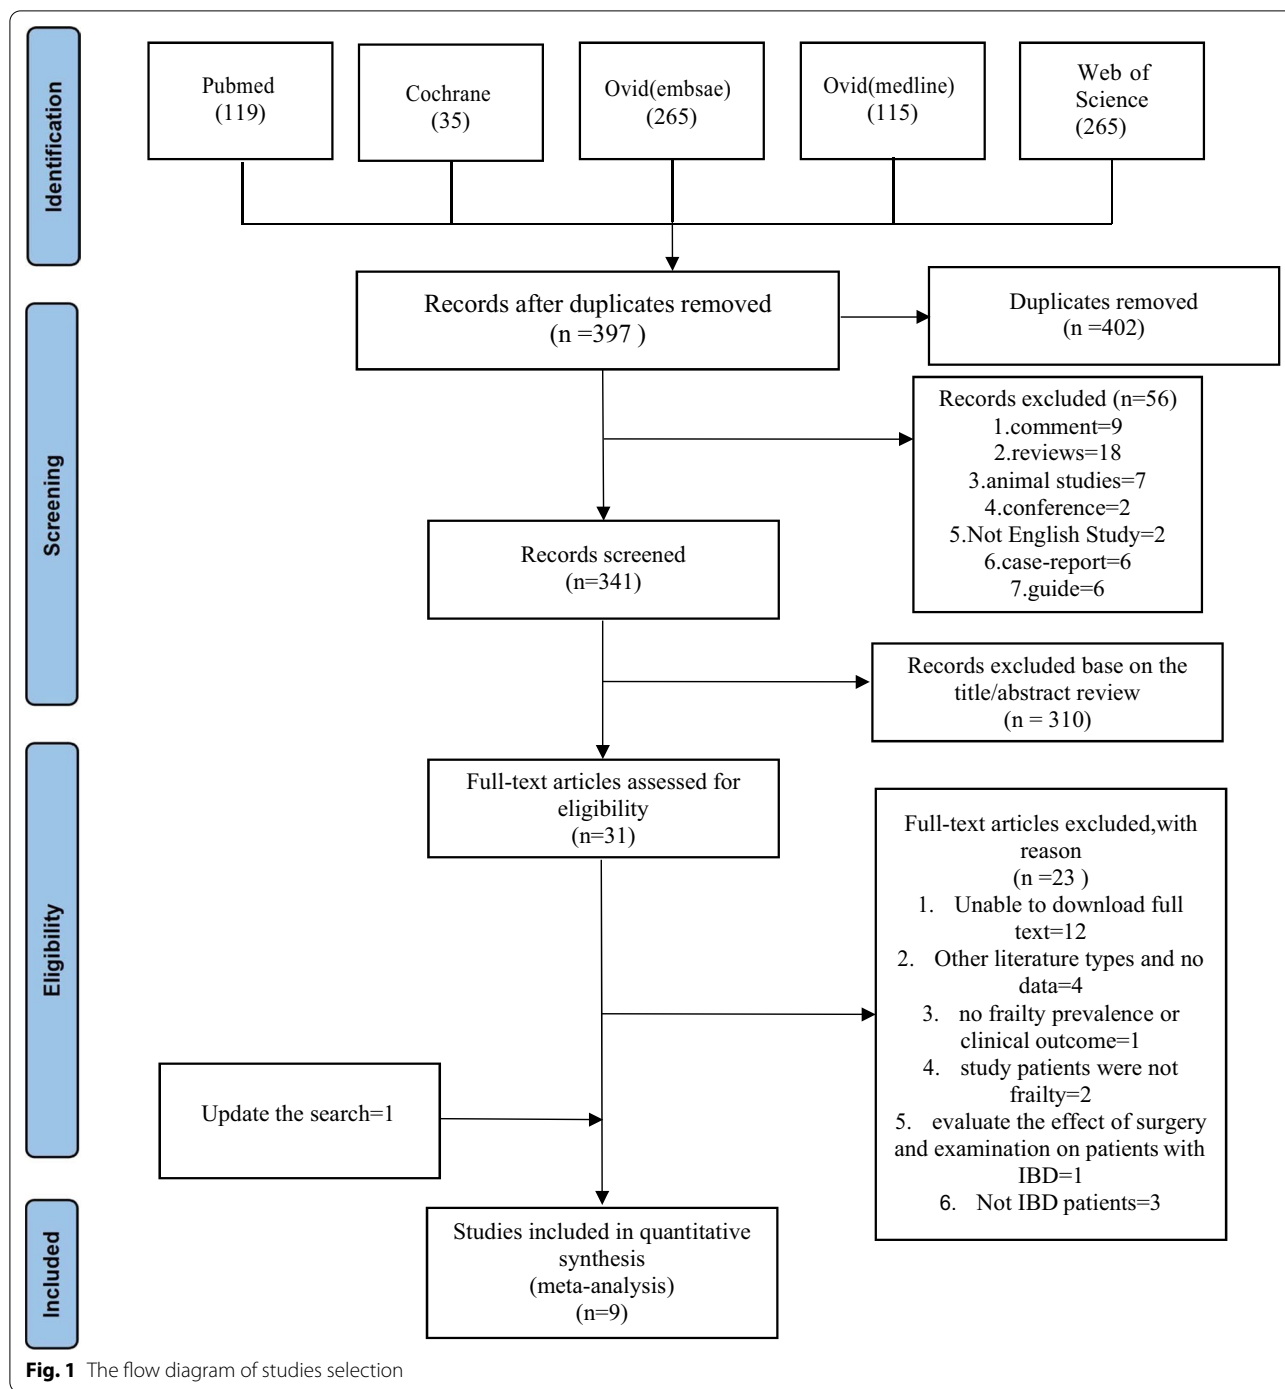 Identification
Pubmed
(119)
Cochrane
(35)
Ovid(embsae)
(265)
Ovid(medline)
(115)
Web of
Science
(265)
Records after duplicates removed
(n =397 )
Duplicates removed
(n =402)
Screening
Records excluded (n=56)
1.comment=9
2.reviews=18
3.animal studies=7
4.conference=2
5.Not English Study=2
6.case-report=6
7.guide=6
Records screened
(n=341)
Records excluded base on the
title/abstract review
(n = 310)
Eligibility
Full-text articles assessed for
eligibility
(n=31)
Full-text articles excluded,with
reason
(n =23 )
1. Unable to download full
text=12
2. Other literature types and no
data=4
3. no frailty prevalence or
clinical outcome=1
4. study patients were not
frailty=2
5. evaluate the effect of surgery
and examination on patients with
IBD=1
6. Not IBD patients=3
Update the search=1
Included
Studies included in quantitative
synthesis
(meta-analysis)
(n=9)
Fig. 1 The flow diagram of studies selection